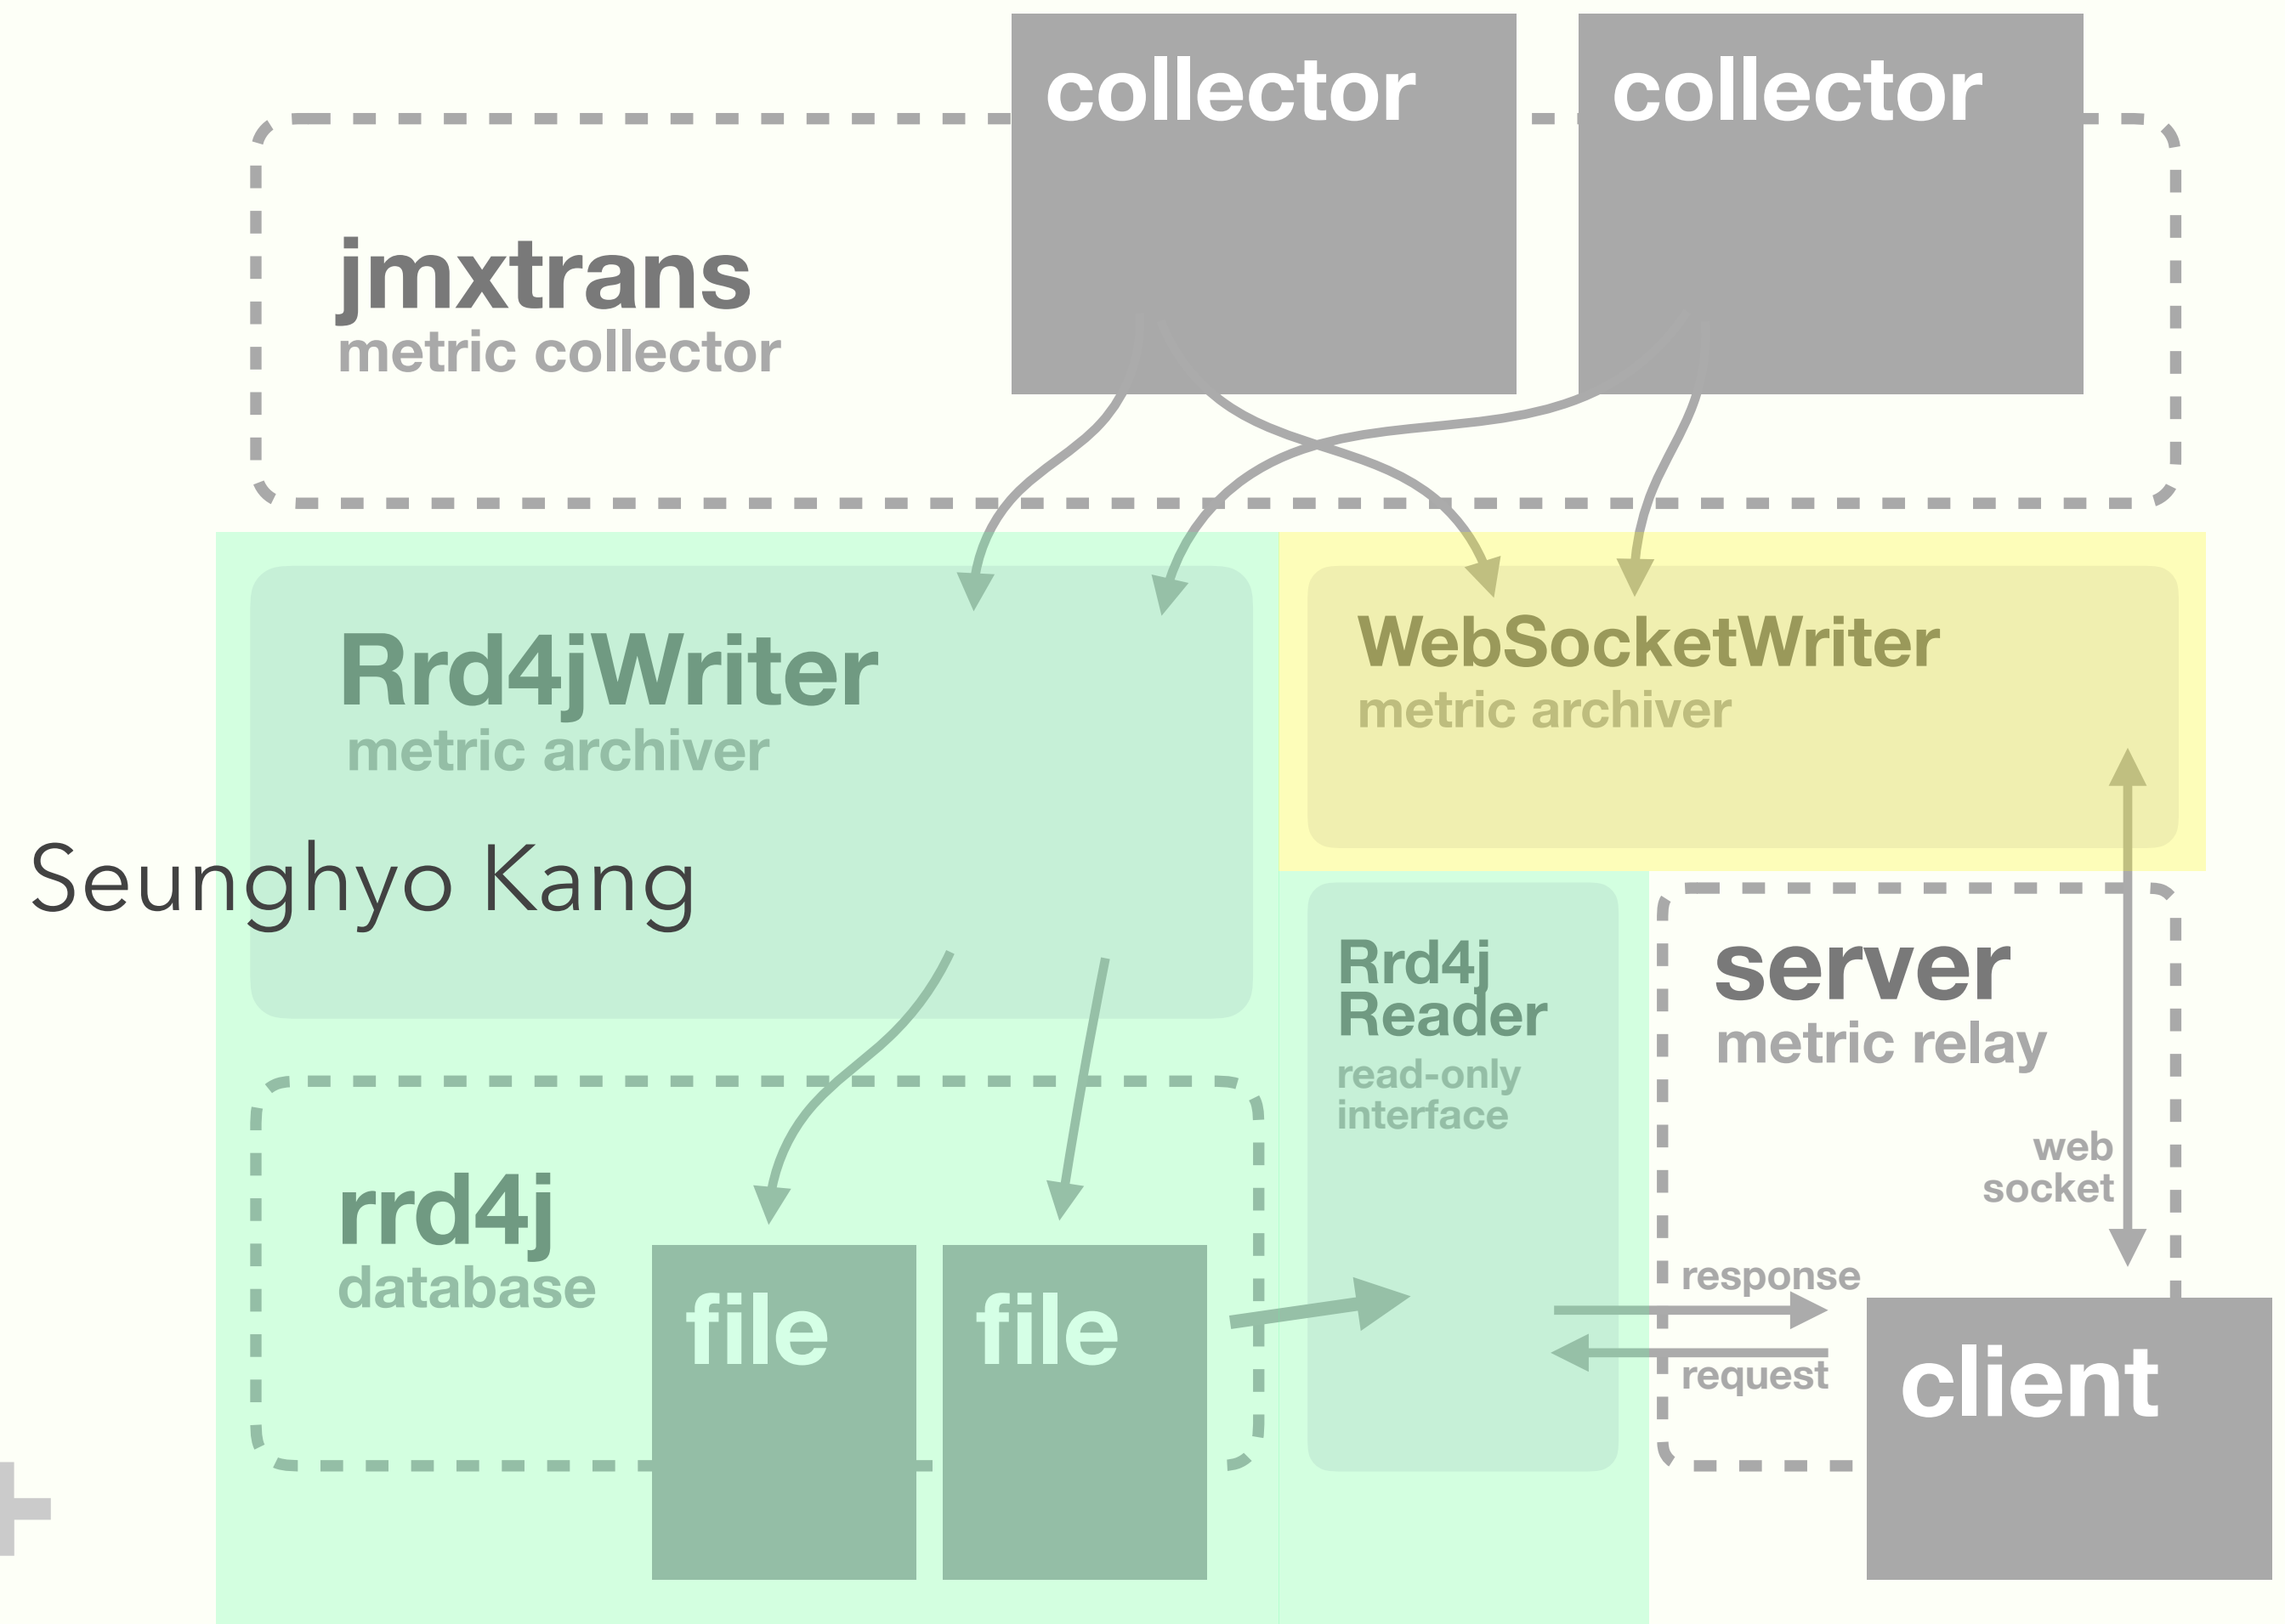 collector
collector
jmxtrans
metric collector
Rrd4jWriter
metric archiver
WebSocketWriter
metric archiver
Seunghyo Kang
Rrd4j
Reader
read-only
interface
server
metric relay
web
socket
rrd4j
database
file
file
response
request
client